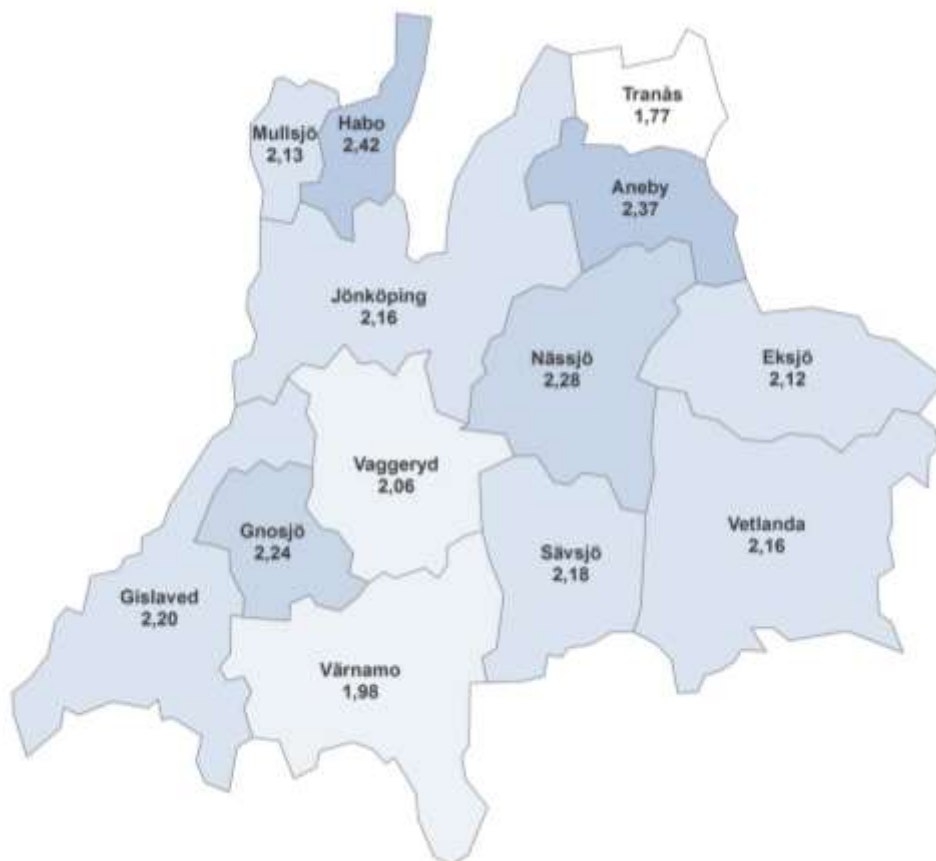 Tranås
1,77
Mullsjö
2,13
Habo
2,42
Aneby
2,37
Jönköping
2,16
Nässjö
2,28
Eksjö
2,12
Vaggeryd
2,06
Gnosjö
2,24
Vetlanda
2,16
Sävsjö
2,18
Gislaved
2,20
Värnamo
1,98